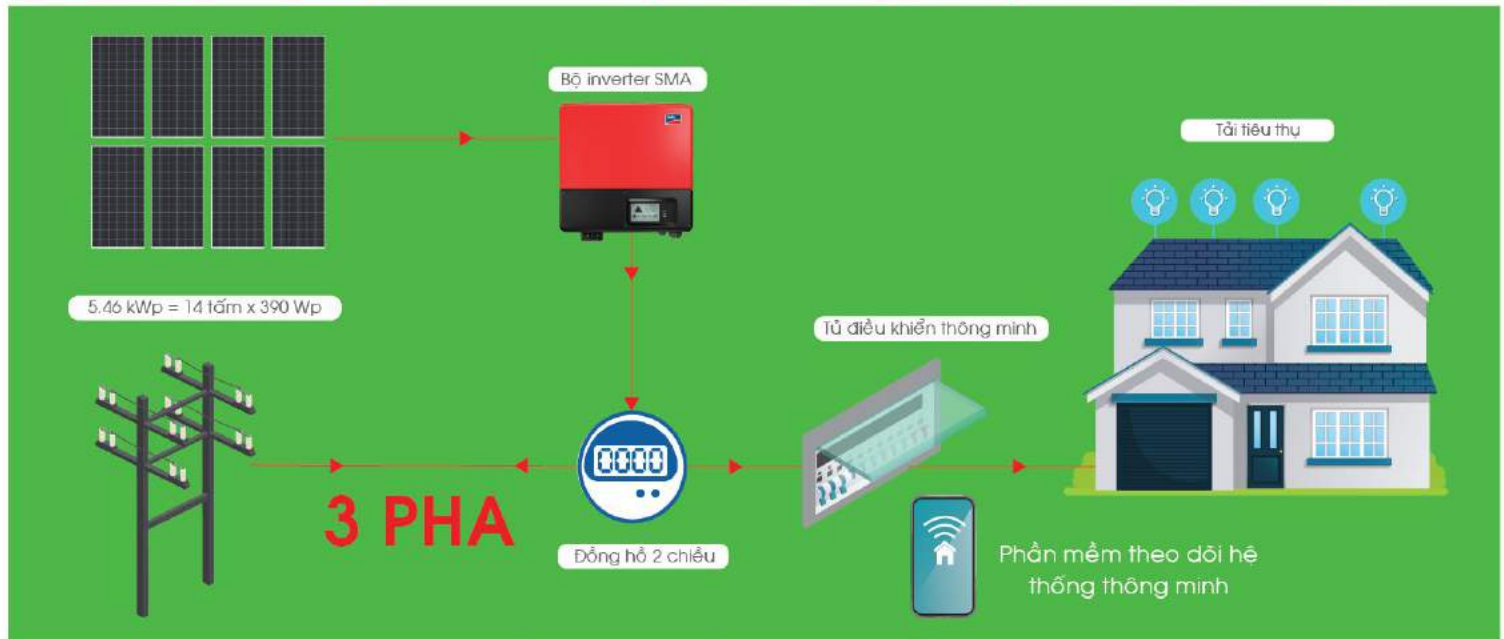 Bộ inverter SMA
Tải tiêu thụ
5.46 kWp = 14 tấm x 390 Wp
Tủ điều khiển thông minh
0000
3 PHA
Đồng hồ 2 chiều
Phần mềm theo dõi hệ
thống thông minh